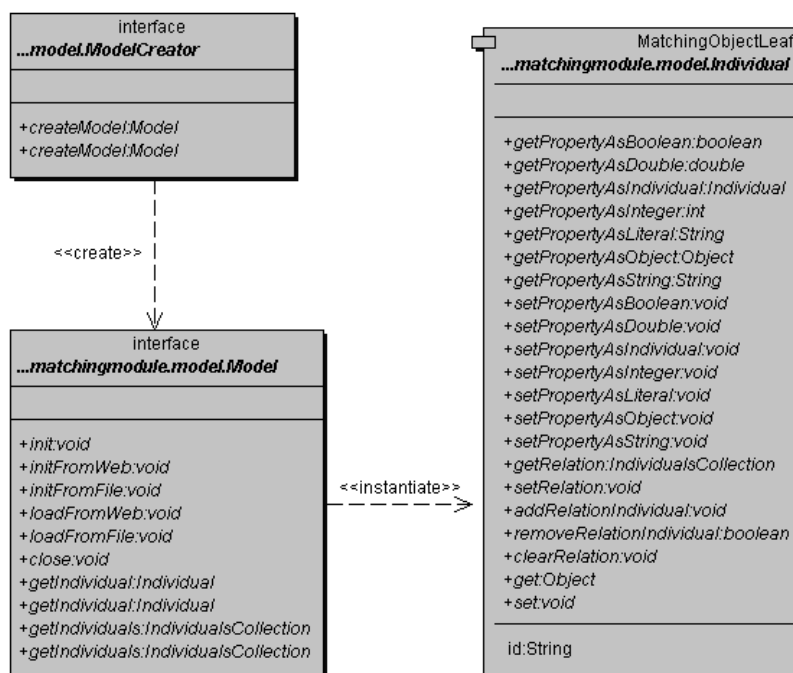 interface
...model.ModelCreator
+createModel:Model
+createModel:Model
<<create>>
interface
...matchingmodule.model.Model
+init:void
+initFromWeb:void
+initFromFile:void
+loadFromWeb:void
+loadFromFile:void
+close:void
+getIndividual:Individual
+getIndividual:Individual
+getIndividuals:IndividualsCollection
+getIndividuals:IndividualsCollection
<<instantiate>>
MatchingObjectLeaf
...matchingmodule.model.Individual
+getPropertyAsBoolean:boolean
+getPropertyAsDouble:double
+getPropertyAsIndividual:Individual
+getPropertyAsInteger:int
+getPropertyAsLiteral:String
+getPropertyAsObject:Object
+getPropertyAsString:String
+setPropertyAsBoolean:void
+setPropertyAsDouble:void
+setPropertyAsIndividual:void
+setPropertyAsInteger:void
+setPropertyAsLiteral:void
+setPropertyAsObject:void
+setPropertyAsString:void
+getRelation:IndividualsCollection
+setRelation:void
+addRelationIndividual:void
+removeRelationIndividual:boolean
+clearRelation:void
+get:Object
+set:void
id:String